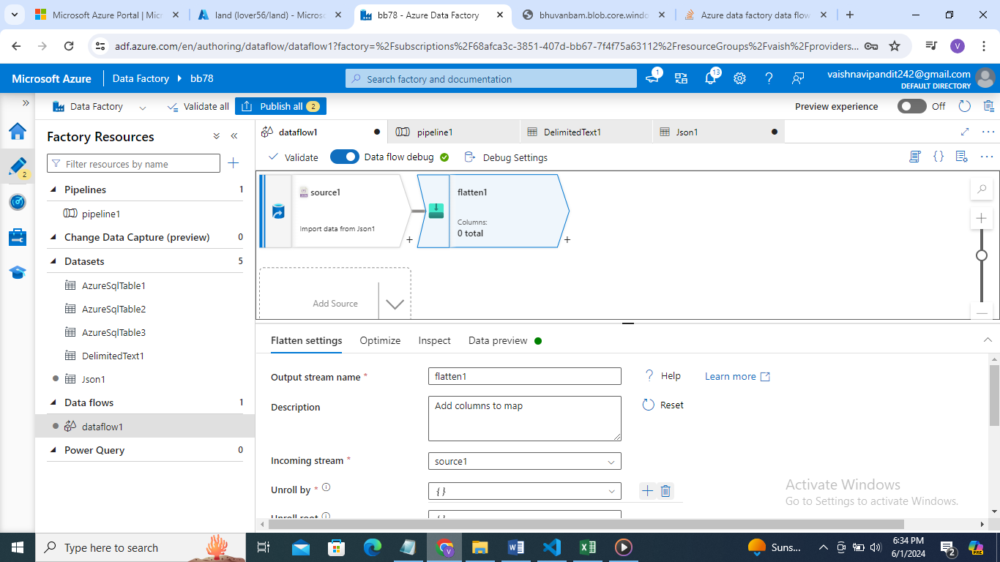 Microsoft Azure Portal | Micr
land (lover56/land) - Microso
bb78 - Azure Data Factory
bhuvanbam.blob.core.windo
Azure data factory data flow
adf.azure.com/en/authoring/dataflow/dataflow1?factory=%2Fsubscriptions%2F68afca3c-3851-407d-bb67-7f4f75a63112%2FresourceGroups%2Fvaish%2Fproviders...
V
Microsoft Azure
Data Factory
bb78
Search factory and documentation
1
13
vaishnavipandit242@gmail.com
DEFAULT DIRECTORY
Data Factory
Validate all
Publish all 2
Preview experience
Off
2
Factory Resources
Filter resources by name
Pipelines 1
pipeline1
Change Data Capture (preview) 0
Datasets 5
AzureSqlTable1
AzureSqlTable2
AzureSqlTable3
DelimitedText1
Json1
Data flows 1
dataflow1
Power Query 0
dataflow1
pipeline1
DelimitedText1
Json1
Validate
Data flow debug
Debug Settings
source1
Import data from Json1
+
flatten1
Columns:
0 total
+
Add Source
Flatten settings
Optimize
Inspect
Data preview
Output stream name *
flatten1
Help
Learn more
Description
Add columns to map
Reset
Incoming stream *
source1
Unroll by *
{}
Unroll root
{}
Activate Windows
Go to Settings to activate Windows.
Type here to search
Suns...
6:34 PM
6/1/2024
2
PRE